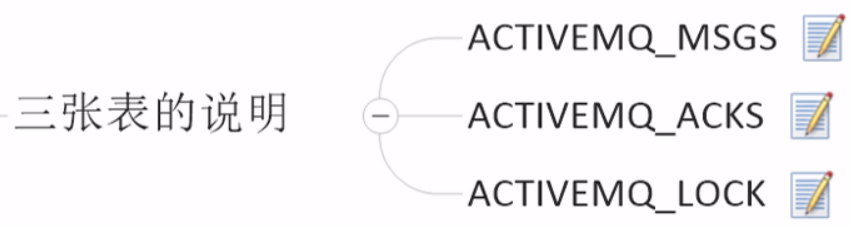 ACTIVEMQ_MSGS
三张表的说明
ACTIVEMQ_ACKS
ACTIVEMQ_LOCK